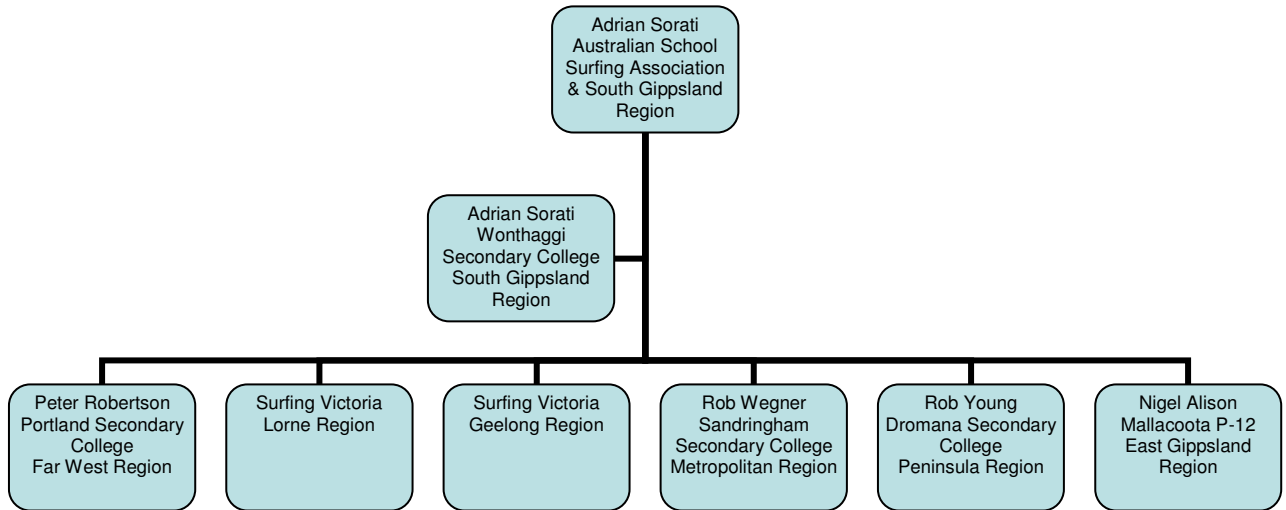 Adrian Sorati
Australian School
Surfing Association
& South Gippsland
Region
Adrian Sorati
Wonthaggi
Secondary College
South Gippsland
Region
Peter Robertson
Portland Secondary
College
Far West Region
Surfing Victoria
Lorne Region
Surfing Victoria
Geelong Region
Rob Wegner
Sandringham
Secondary College
Metropolitan Region
Rob Young
Dromana Secondary
College
Peninsula Region
Nigel Alison
Mallacoota P-12
East Gippsland
Region